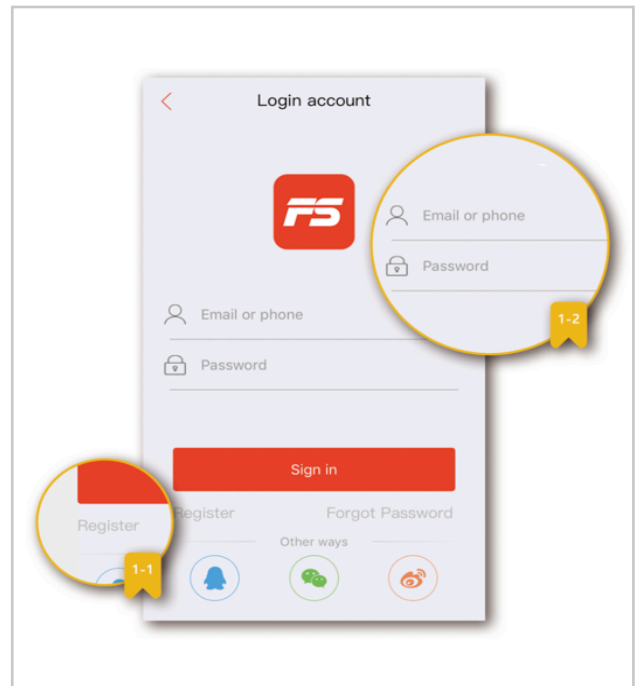 Login account
FS
Email or phone
Password
Email or phone
Password
1-2
Sign in
Register
Forgot Password
Register
Other ways
1-1